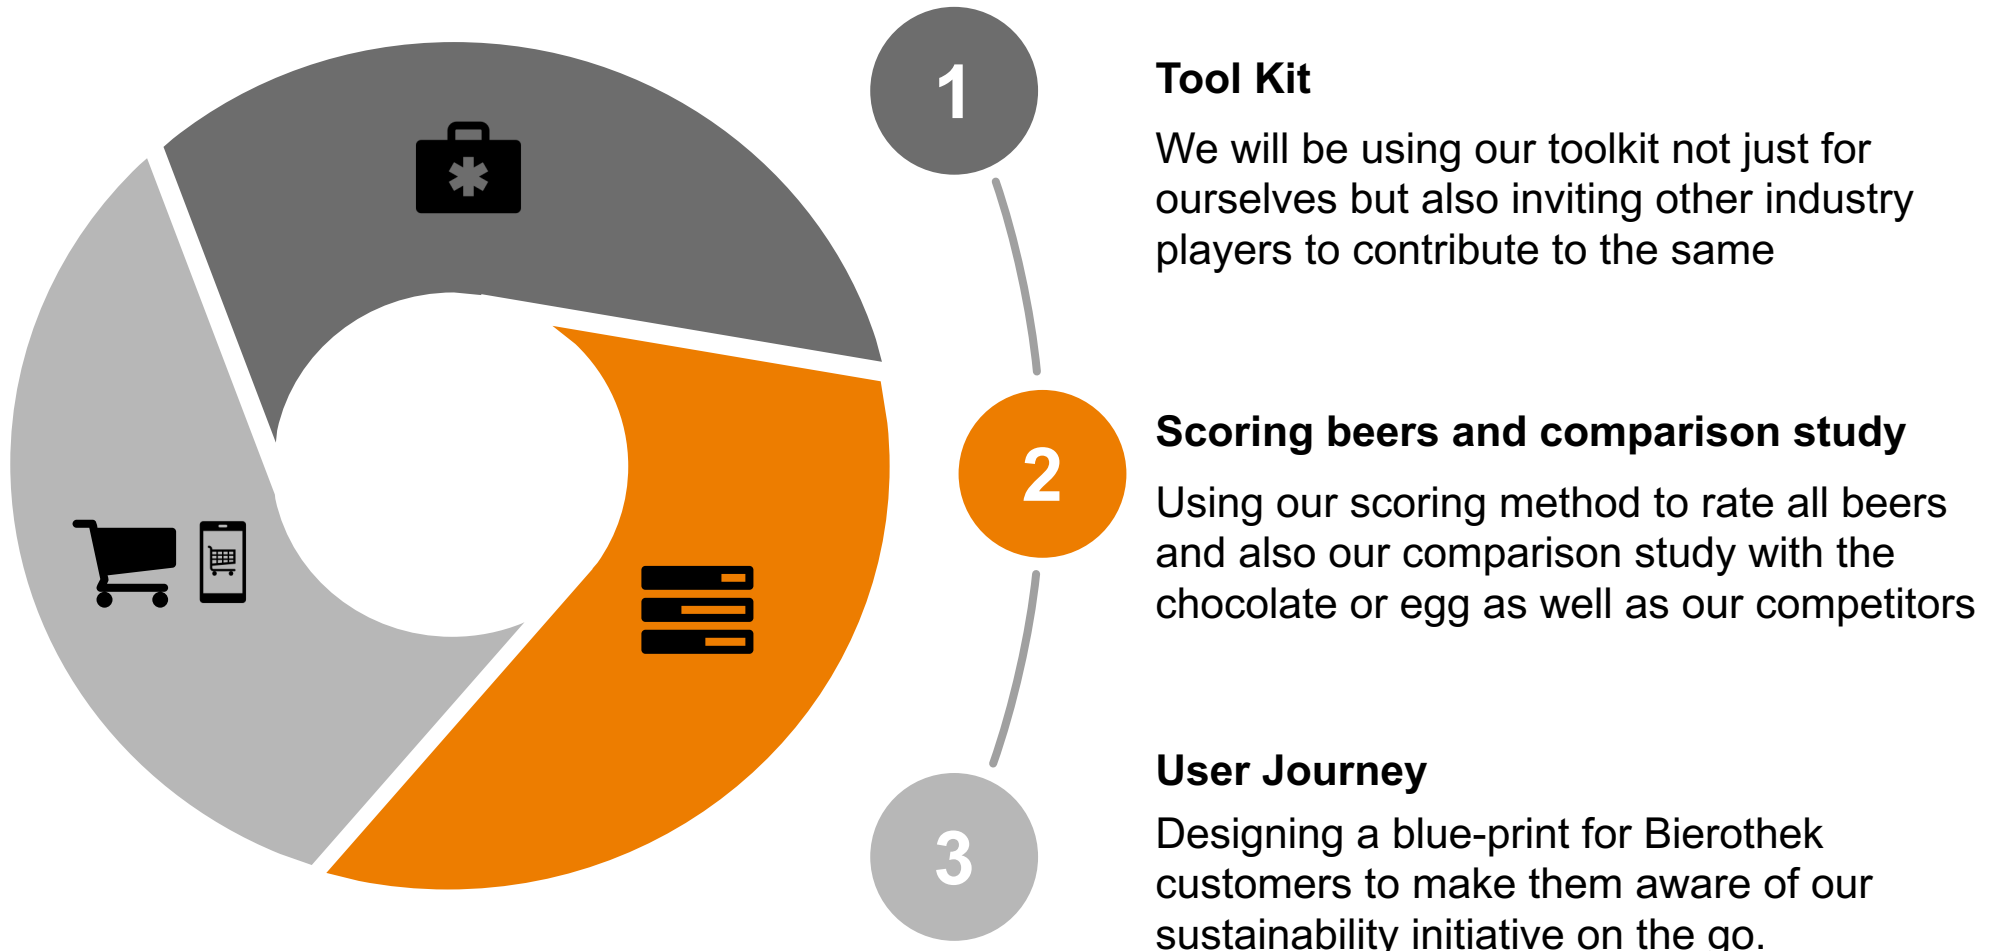 1
Tool Kit
We will be using our toolkit not just for
ourselves but also inviting other industry
players to contribute to the same
2
Scoring beers and comparison study
Using our scoring method to rate all beers
and also our comparison study with the
chocolate or egg as well as our competitors
3
User Journey
Designing a blue-print for Bierothek
customers to make them aware of our
sustainability initiative on the go.